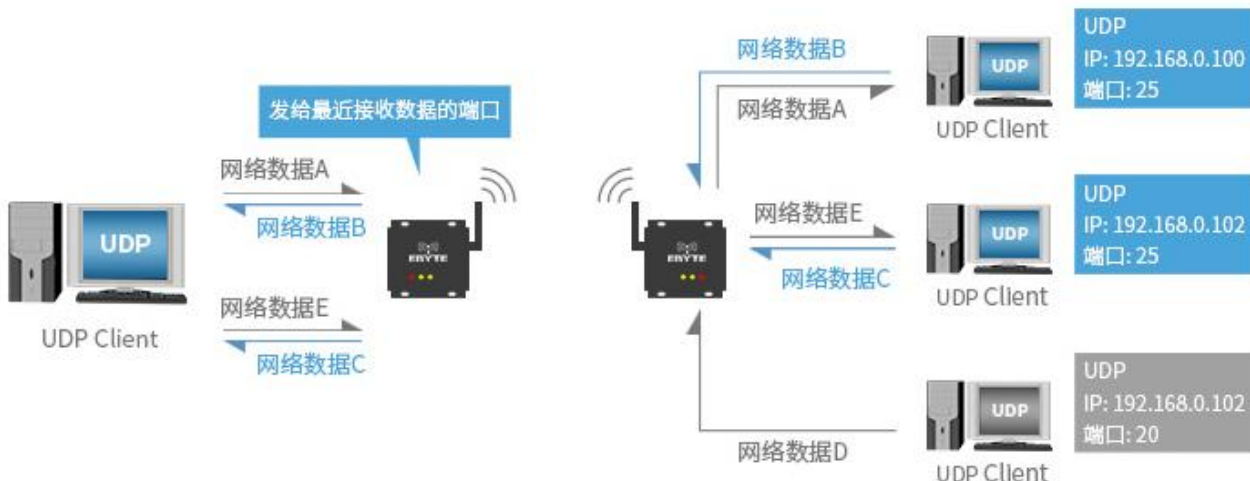 网络数据B
UDP
UDP
IP: 192.168.0.100
端口: 25
发给最近接收数据的端口
网络数据A
UDP Client
网络数据A
网络数据B
UDP
EBYTE
EBYTE
网络数据E
网络数据C
UDP
UDP
IP: 192.168.0.102
端口: 25
UDP Client
网络数据E
网络数据C
UDP Client
网络数据D
UDP
UDP
IP: 192.168.0.102
端口: 20
UDP Client